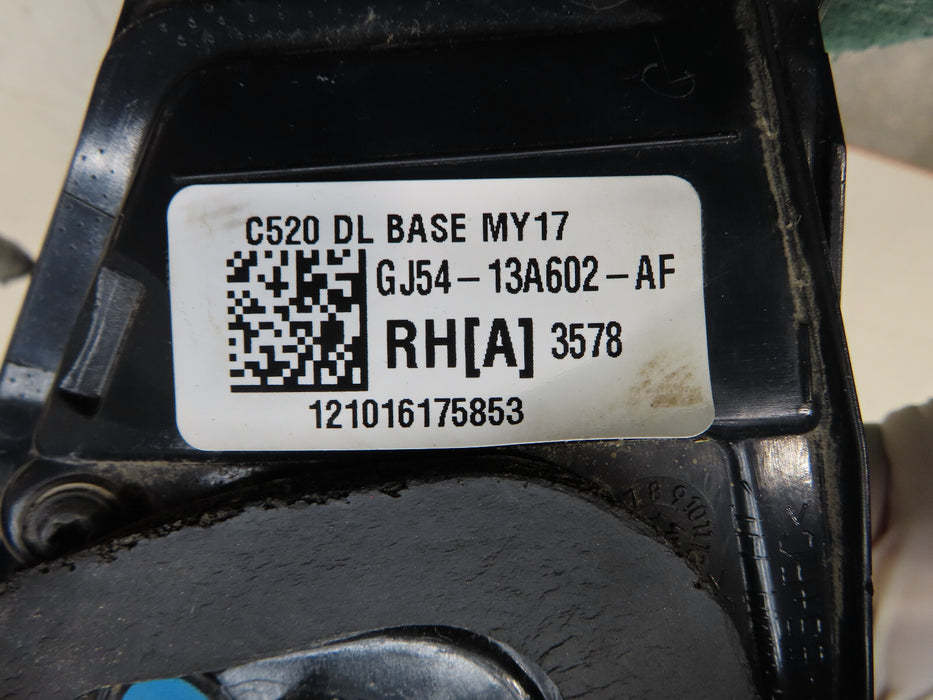 C520 DL BASE MY17
GJ54-13A602-AF
RH[A] 3578
121016175853